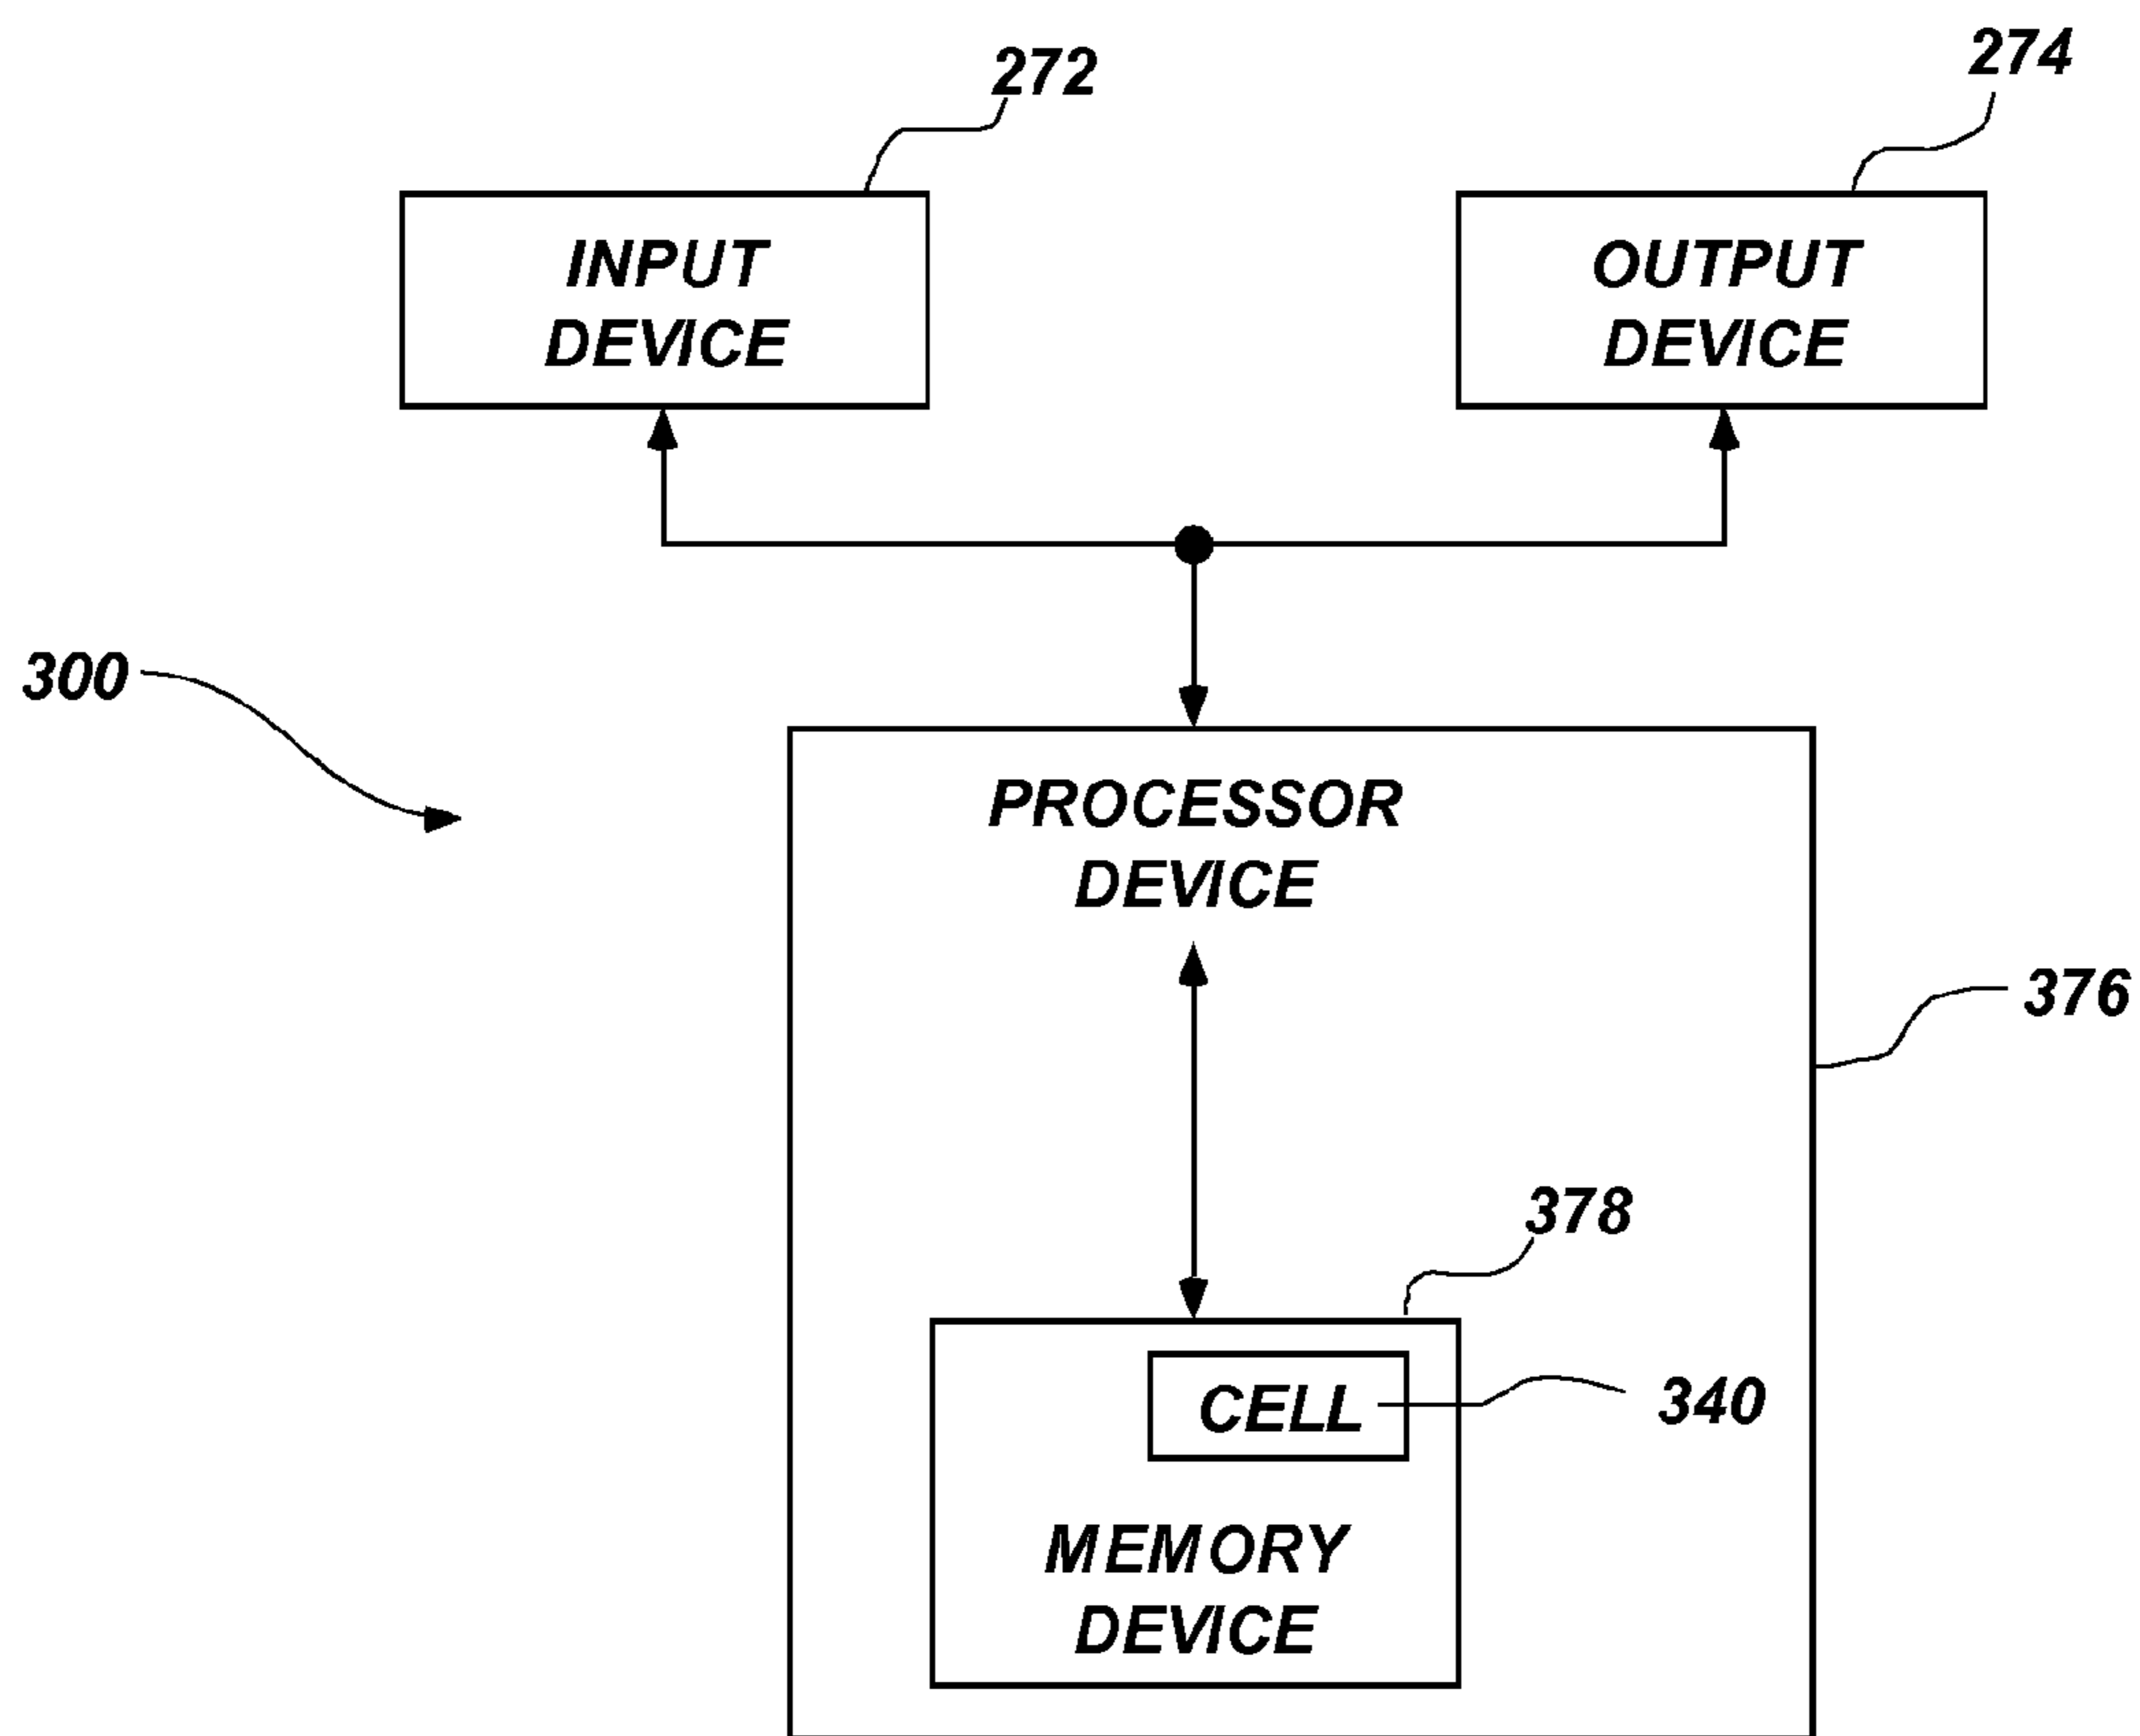 272
274
INPUT
DEVICE
OUTPUT
DEVICE
300
PROCESSOR
DEVICE
376
378
CELL
340
MEMORY
DEVICE